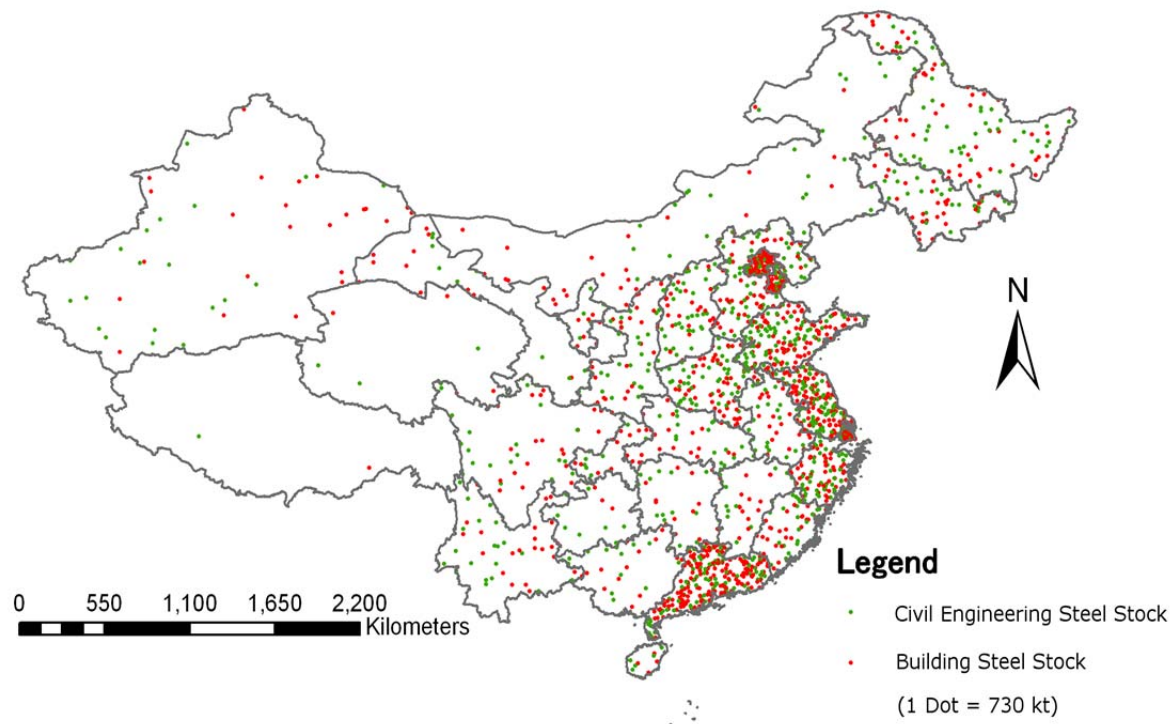 N
Legend
0 550 1,100 1,650 2,200
Kilometers
Civil Engineering Steel Stock
Building Steel Stock
(1 Dot = 730 kt)